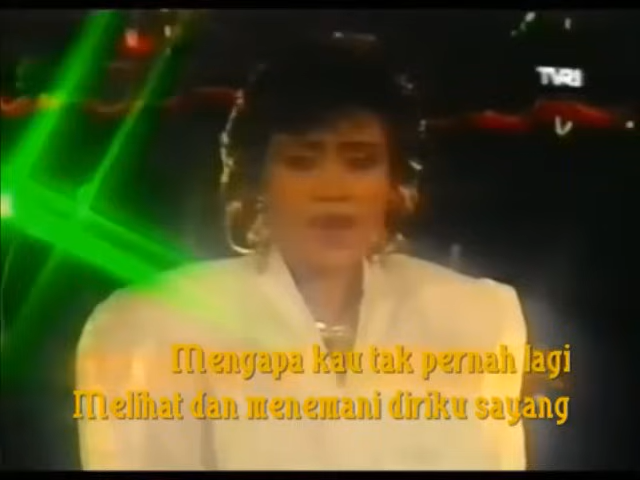 TVRI
Mengapa kau tak pernah lagi
Melihat dan menemani diriku sayang